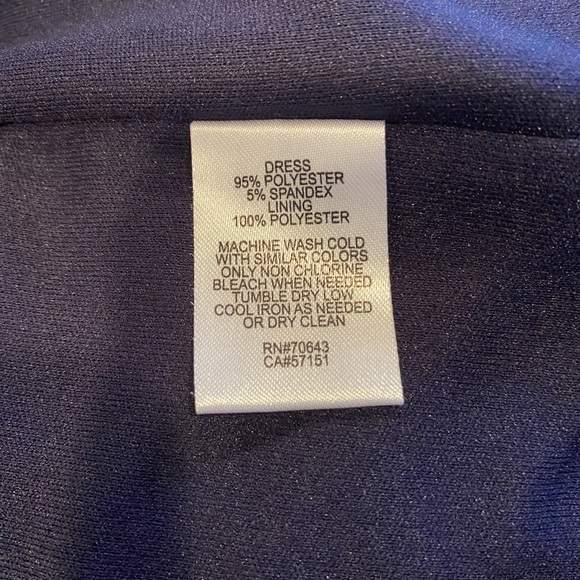 DRESS
95% POLYESTER
5% SPANDEX
LINING
100% POLYESTER
MACHINE WASH COLD
WITH SIMILAR COLORS
ONLY NON CHLORINE
BLEACH WHEN NEEDED
TUMBLE DRY LOW
COOL IRON AS NEEDED
OR DRY CLEAN
RN#70643
CA#57151